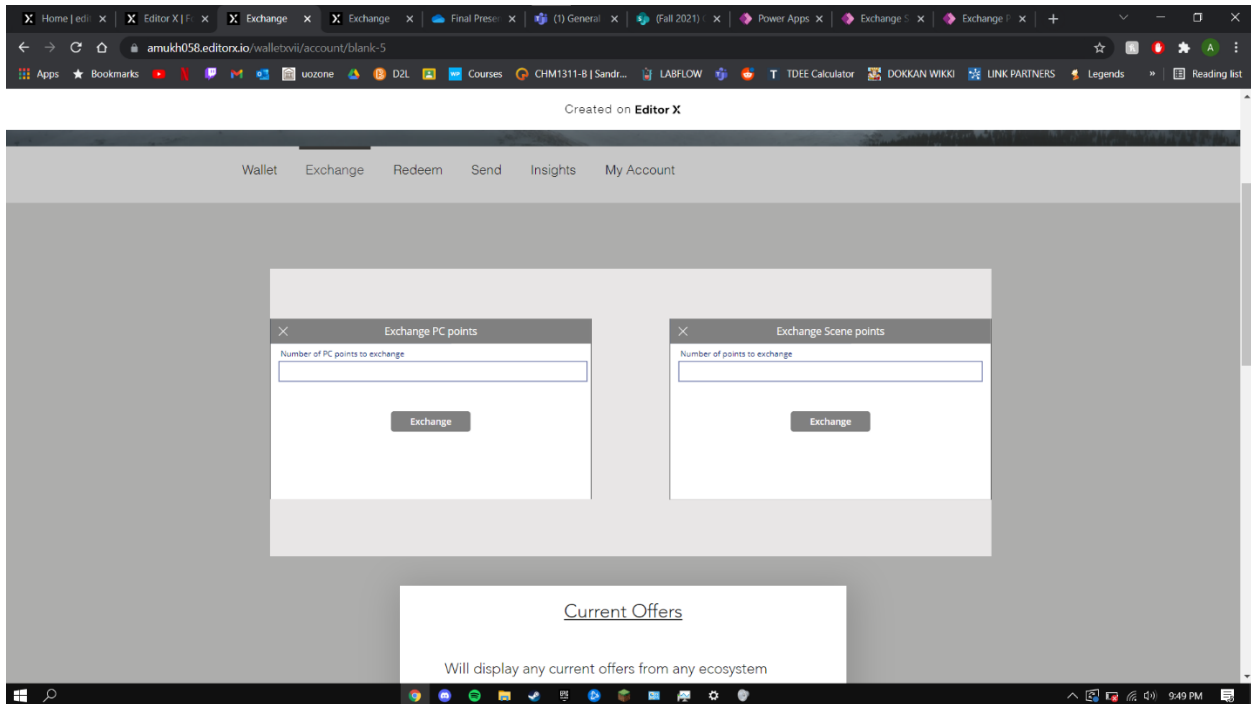 Home | edi
Editor X | F
Exchange
Exchange
Final Preser
(1) General
(Fall 2021) (
Power Apps
Exchange S
Exchange P
amukh058.editorx.io/walletxvii/account/blank-5
A
Apps
Bookmarks
uozone
D2L
Courses
CHM1311-B | Sandr...
LABFLOW
TDEE Calculator
DOKKAN WIKKI
LINK PARTNERS
Legends
»
Reading list
Created on Editor X
Wallet
Exchange
Redeem
Send
Insights
My Account
Exchange PC points
Number of PC points to exchange
Exchange
Exchange Scene points
Number of points to exchange
Exchange
Current Offers
Will display any current offers from any ecosystem
9:49 PM